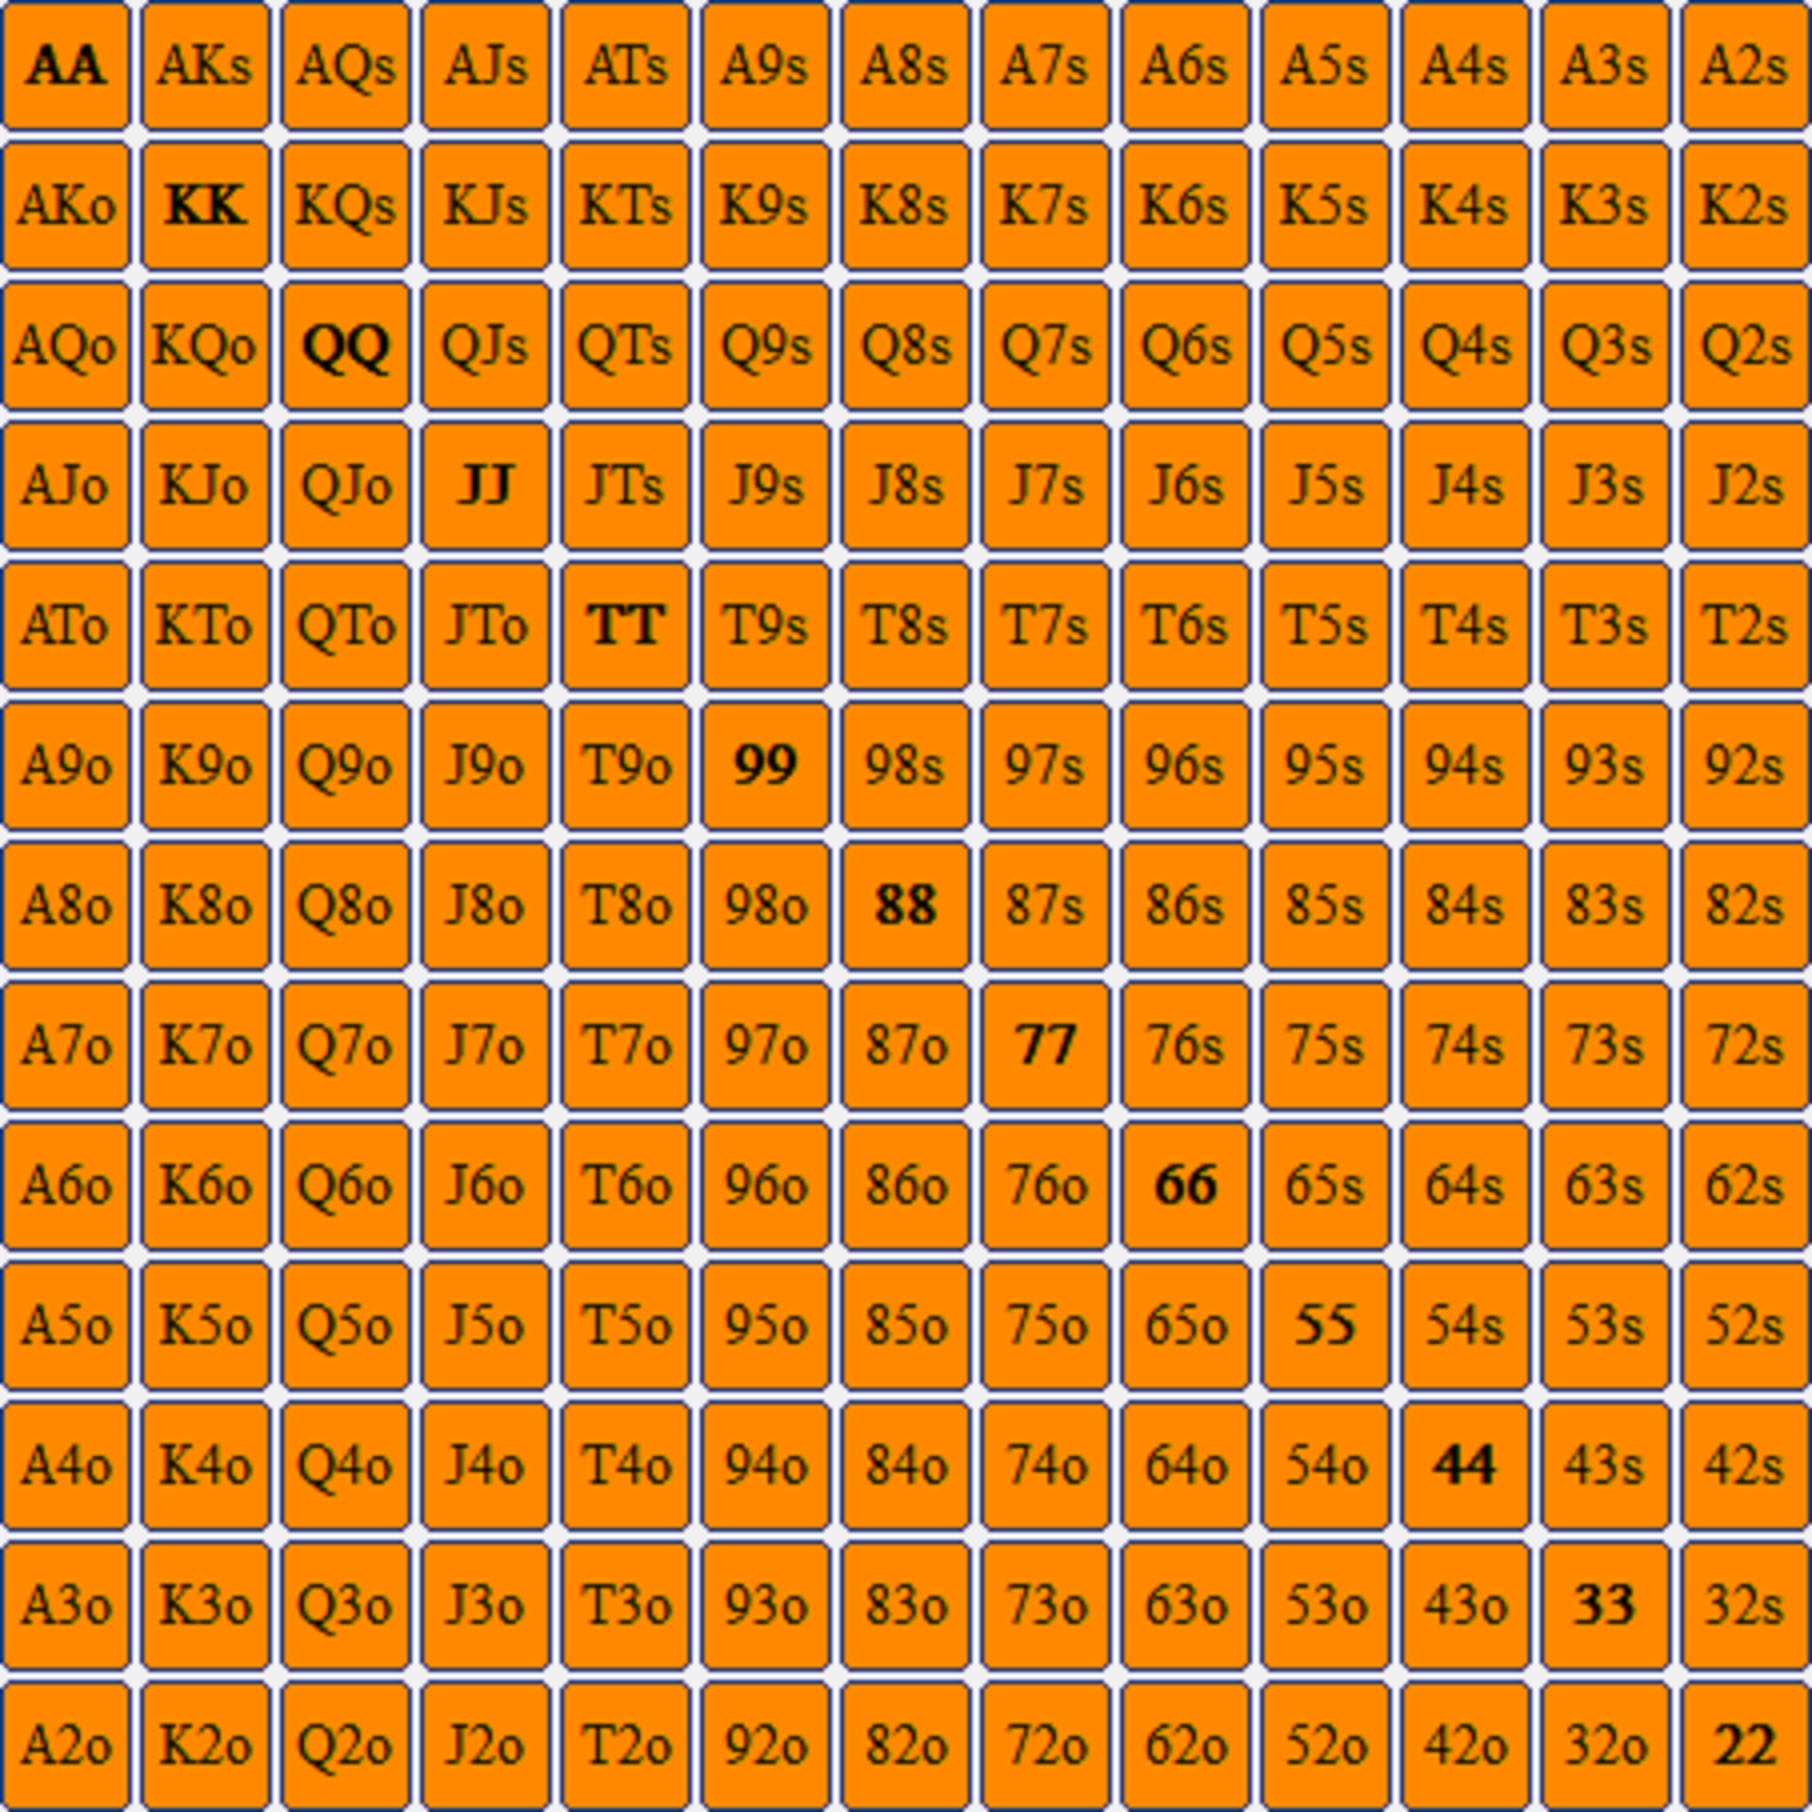 AA AKs AQs AJs ATs A9s A8s A7s A6s A5s A4s A3s A2s
AKo KK KQs KJs KTs K9s K8s K7s K6s K5s K4s K3s K2s
AQo KQo QQ QJs QTs Q9s Q8s Q7s Q6s Q5s Q4s Q3s Q2s
AJo KJo QJo JJ JTs J9s J8s J7s J6s J5s J4s J3s J2s
ATo KTo QTo JTo TT T9s T8s T7s T6s T5s T4s T3s T2s
A9o K9o Q9o J9o T9o 99 98s 97s 96s 95s 94s 93s 92s
A8o K8o Q8o J8o T8o 98o 88 87s 86s 85s 84s 83s 82s
A7o K7o Q7o J7o T7o 97o 87o 77 76s 75s 74s 73s 72s
A6o K6o Q6o J6o T6o 96o 86o 76o 66 65s 64s 63s 62s
A5o K5o Q5o J5o T5o 95o 85o 75o 65o 55 54s 53s 52s
A4o K4o Q4o J4o T4o 94o 84o 74o 64o 54o 44 43s 42s
A3o K3o Q3o J3o T3o 93o 83o 73o 63o 53o 43o 33 32s
A2o K2o Q2o J2o T2o 92o 82o 72o 62o 52o 42o 32o 22